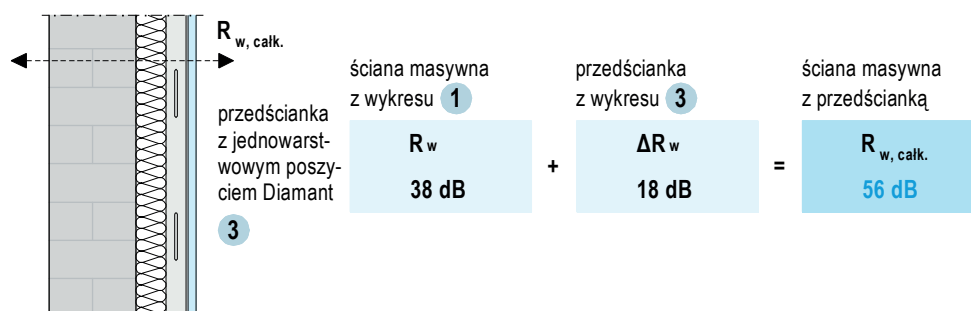 R w, całk.
przedścianka
z jednowarst-
wowym poszy-
ciem Diamant
3
ściana masywna
z wykresu 1
R w
38 dB
+
przedścianka
z wykresu 3
ΔR w
18 dB
=
ściana masywna
z przedścianką
R w, całk.
56 dB